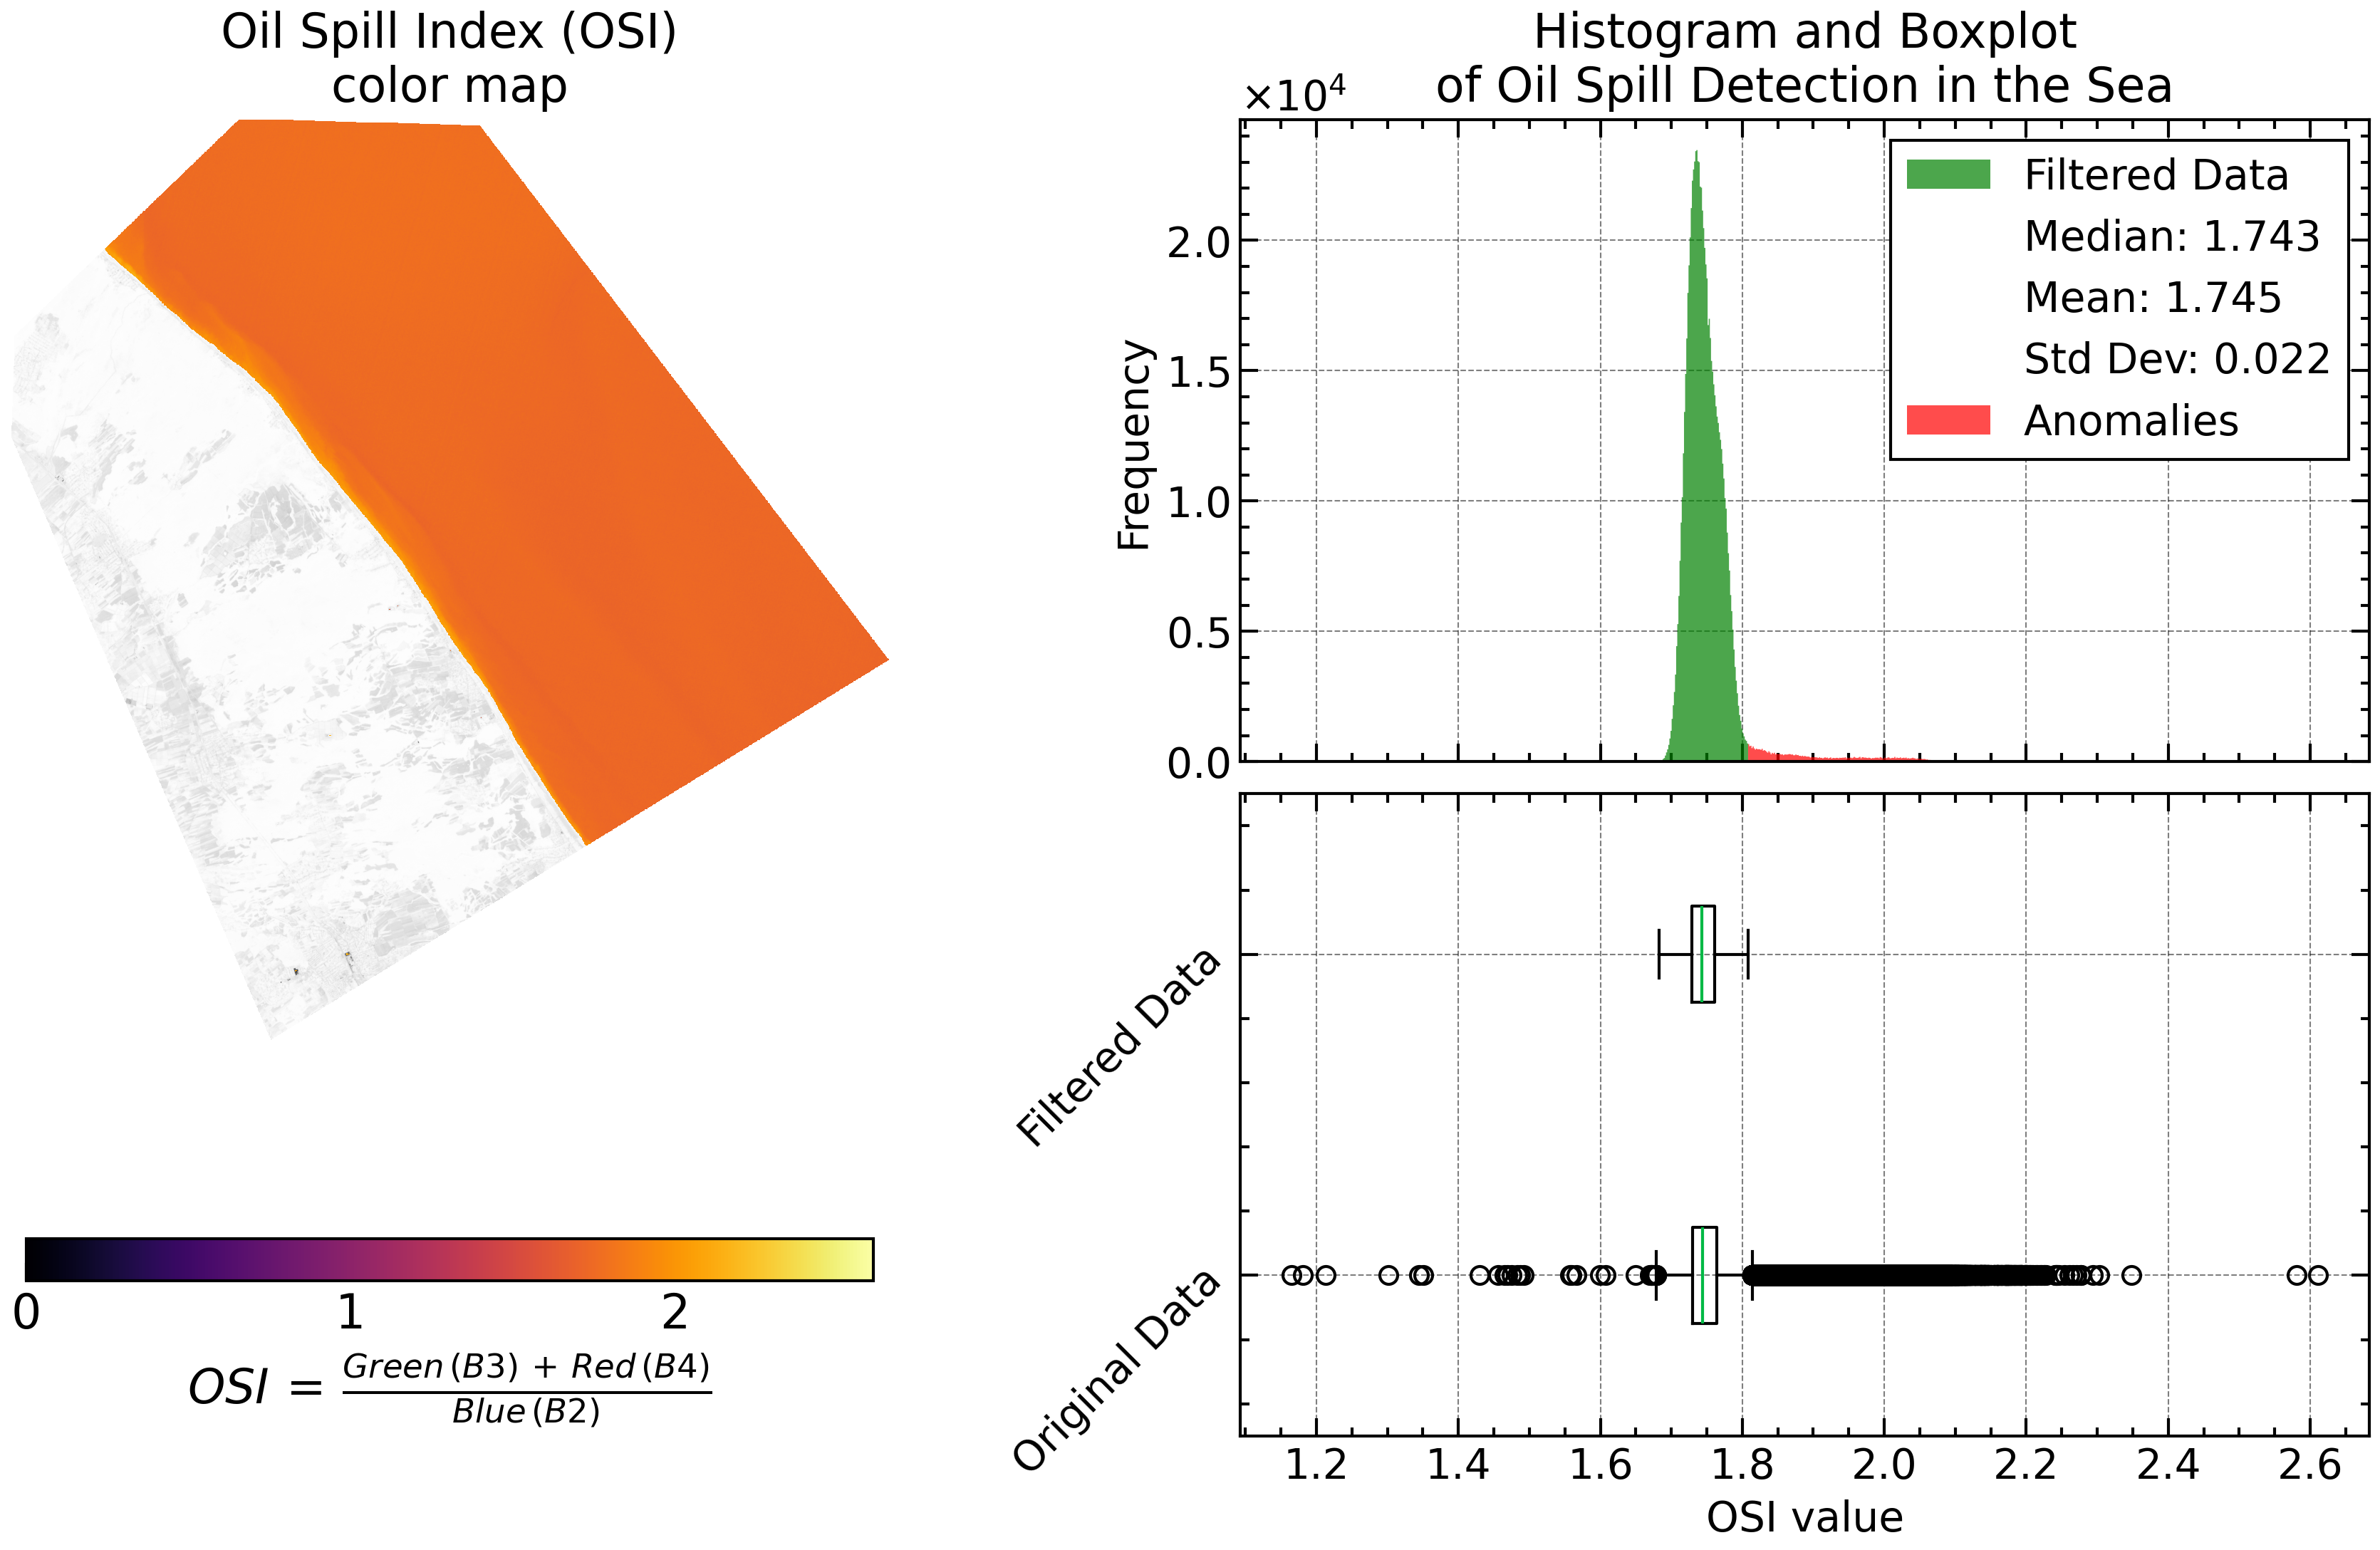 Oil Spill Index (OSI)
color map
0
1
2
OSI = Green (B3) + Red (B4) / Blue (B2)
Histogram and Boxplot
of Oil Spill Detection in the Sea
×10⁴
Filtered Data
Median: 1.743
Mean: 1.745
Std Dev: 0.022
Anomalies
Frequency
2.0
1.5
1.0
0.5
0.0
Filtered Data
Original Data
1.2
1.4
1.6
1.8
2.0
2.2
2.4
2.6
OSI value